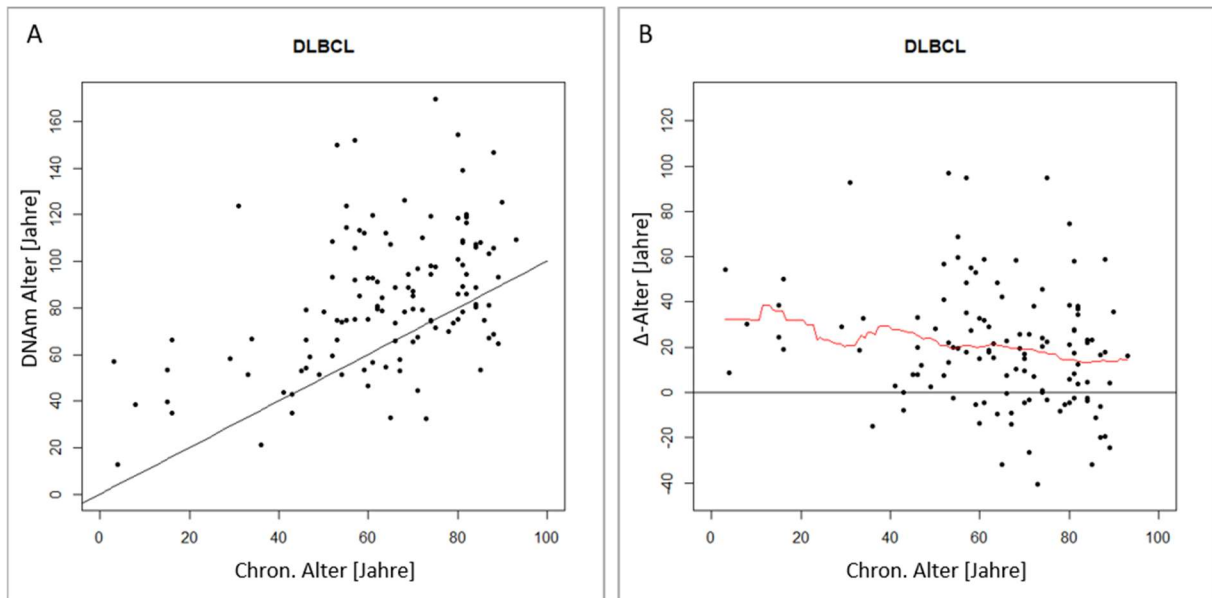 A
DLBCL
DNAm Alter [Jahre]
160
140
120
100
80
60
40
20
0
0 20 40 60 80 100
Chron. Alter [Jahre]
B
DLBCL
Δ-Alter [Jahre]
120
100
80
60
40
20
0
-20
-40
0 20 40 60 80 100
Chron. Alter [Jahre]